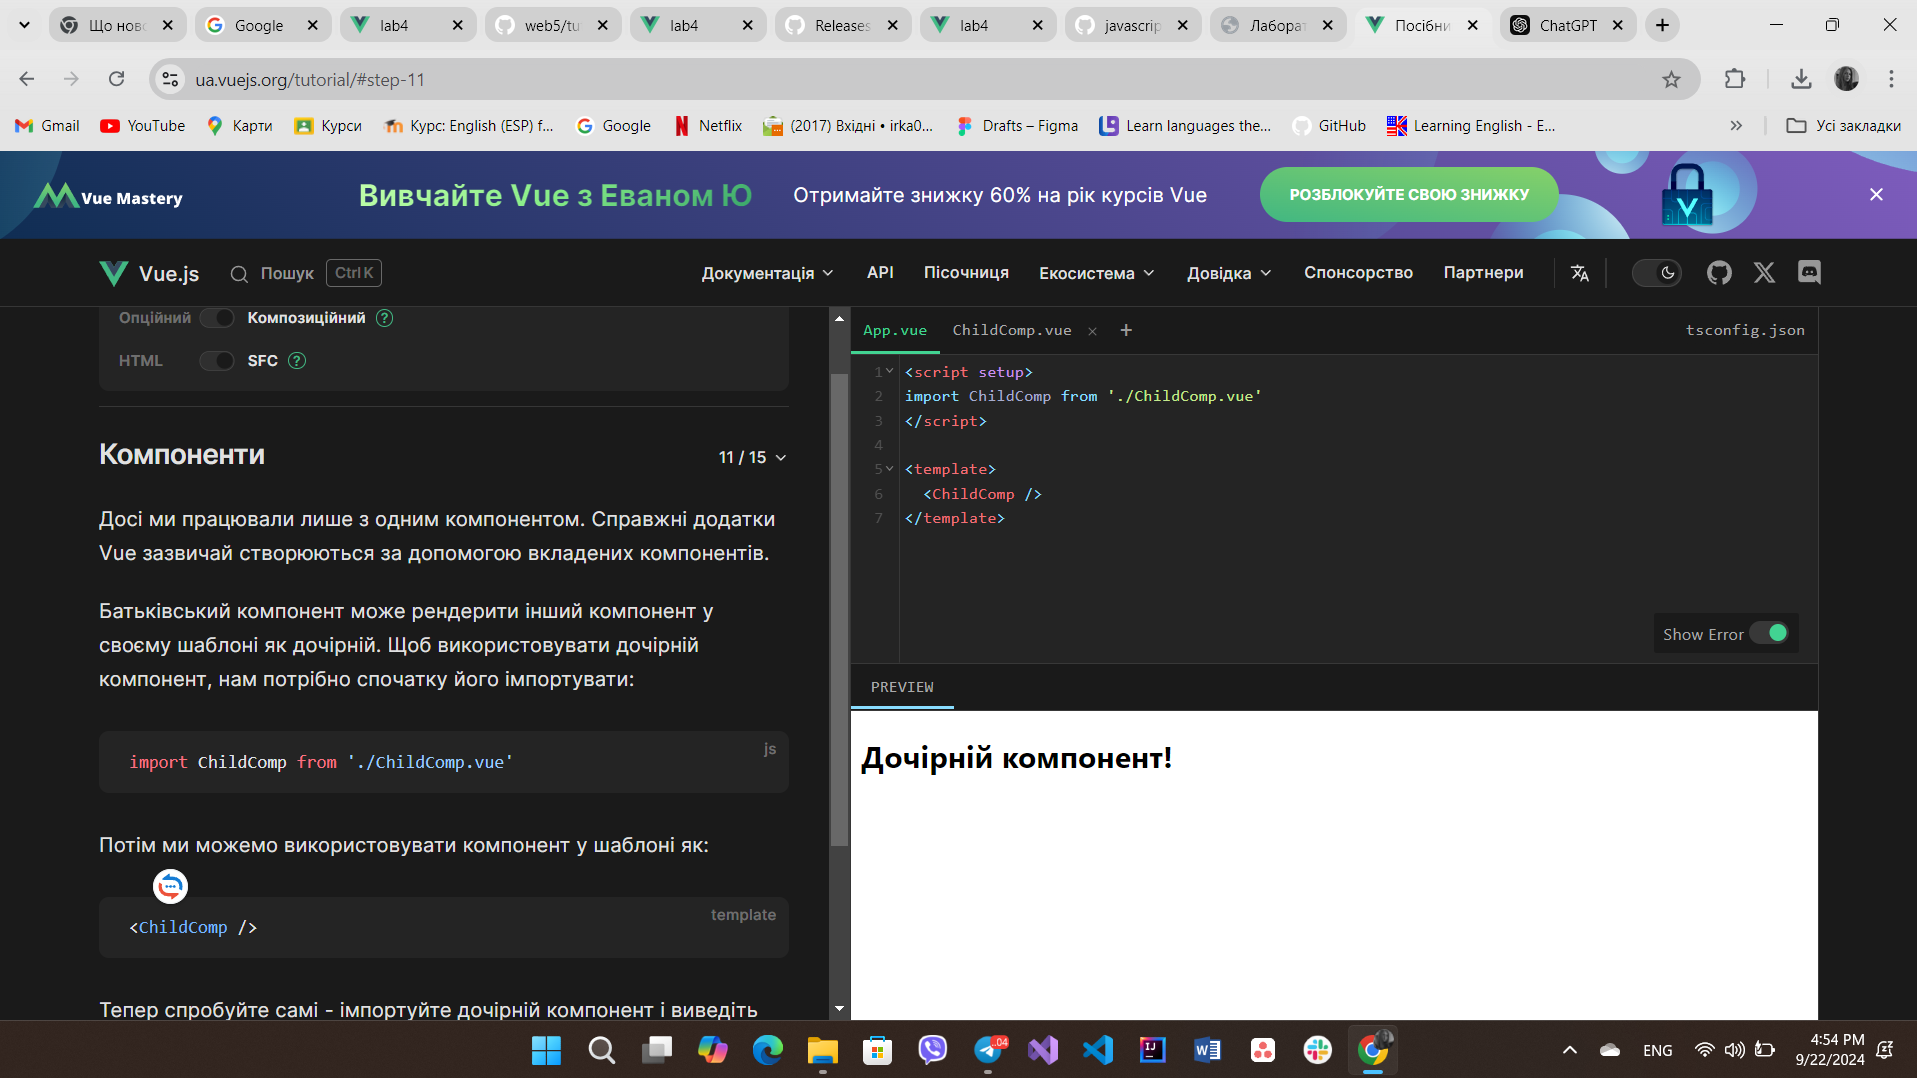 Що ново
Google
lab4
web5/tu
lab4
Releases
lab4
javascrip
Лаборат
Посібни
ChatGPT
ua.vuejs.org/tutorial/#step-11
Gmail
YouTube
Карти
Курси
Курс: English (ESP) f...
Google
Netflix
(2017) Вхідні • irka0...
Drafts – Figma
Learn languages the...
GitHub
Learning English - E...
Усі закладки
Vue Mastery
Вивчайте Vue з Еваном Ю
Отримайте знижку 60% на рік курсів Vue
РОЗБЛОКУЙТЕ СВОЮ ЗНИЖКУ
Vue.js
Пошук
Ctrl K
Документація
API
Пісочниця
Екосистема
Довідка
Спонсорство
Партнери
Опційний
Композиційний
?
HTML
SFC
?
Компоненти
11 / 15
Досі ми працювали лише з одним компонентом. Справжні додатки
Vue зазвичай створюються за допомогою вкладених компонентів.
Батьківський компонент може рендерити інший компонент у
своєму шаблоні як дочірній. Щоб використовувати дочірній
компонент, нам потрібно спочатку його імпортувати:
js
import ChildComp from './ChildComp.vue'
Потім ми можемо використовувати компонент у шаблоні як:
template
<ChildComp />
Тепер спробуйте самі - імпортуйте дочірній компонент і виведіть
App.vue
ChildComp.vue
+
tsconfig.json
1 <script setup>
2 import ChildComp from './ChildComp.vue'
3 </script>
4
5 <template>
6 <ChildComp />
7 </template>
Show Error
PREVIEW
Дочірній компонент!
.04
IJ
ENG
4:54 PM
9/22/2024